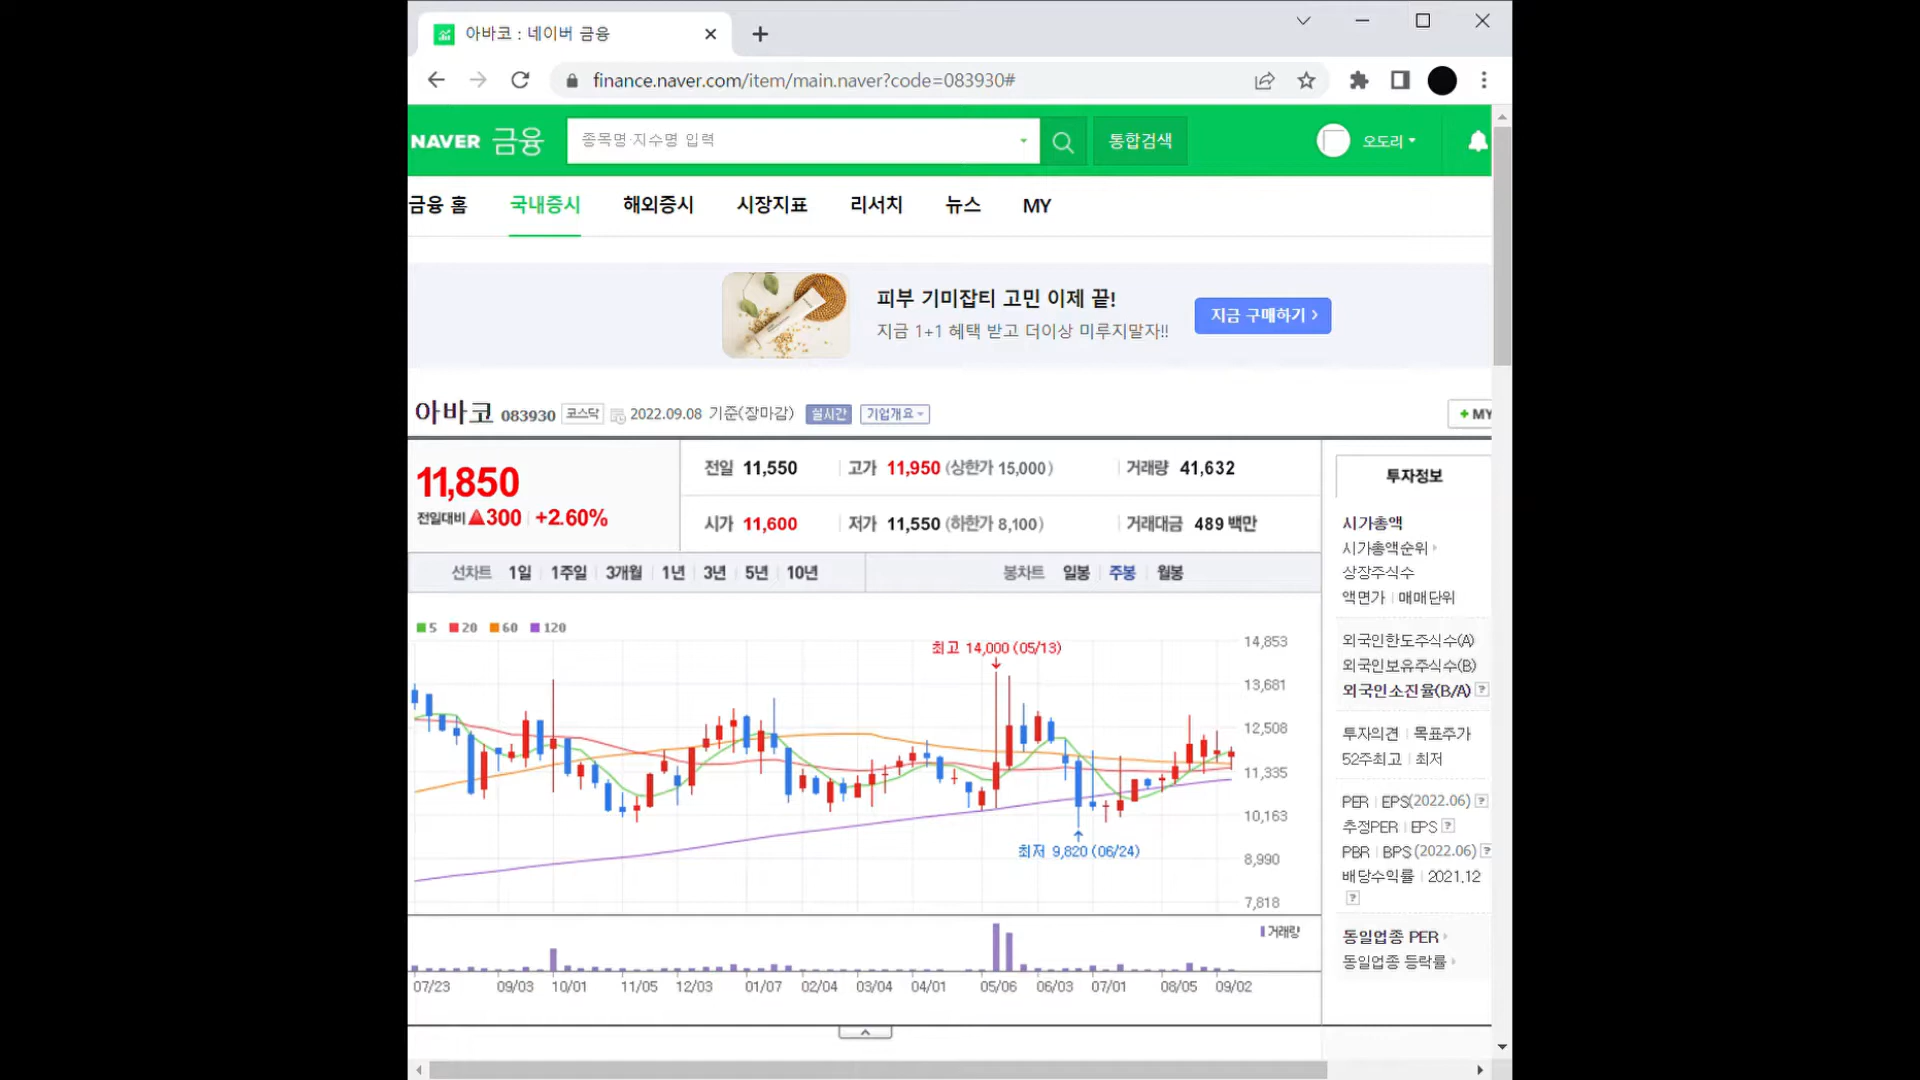 아바코 : 네이버 금융
finance.naver.com/item/main.naver?code=083930#
NAVER 금융
종목명·지수명 입력
통합검색
오도리
금융 홈 국내증시 해외증시 시장지표 리서치 뉴스 MY
피부 기미잡티 고민 이제 끝!
지금 1+1 혜택 받고 더이상 미루지말자!!
지금 구매하기 >
아바코 083930 코스닥 2022.09.08 기준(장마감) 실시간 기업개요
+ MY
11,850
전일대비 ▲300 +2.60%
전일 11,550 고가 11,950 (상한가 15,000) 거래량 41,632
시가 11,600 저가 11,550 (하한가 8,100) 거래대금 489 백만
선차트 1일 1주일 3개월 1년 3년 5년 10년
봉차트 일봉 주봉 월봉
5 20 60 120
최고 14,000 (05/13)
최저 9,820 (06/24)
14,853
13,681
12,508
11,335
10,163
8,990
7,818
거래량
07/23 09/03 10/01 11/05 12/03 01/07 02/04 03/04 04/01 05/06 06/03 07/01 08/05 09/02
투자정보
시가총액
시가총액순위
상장주식수
액면가 매매단위
외국인한도주식수(A)
외국인보유주식수(B)
외국인소진율(B/A) ?
투자의견 목표주가
52주최고 최저
PER EPS(2022.06) ?
추정PER EPS ?
PBR BPS(2022.06) ?
배당수익률 2021.12
?
동일업종 PER
동일업종 등락률